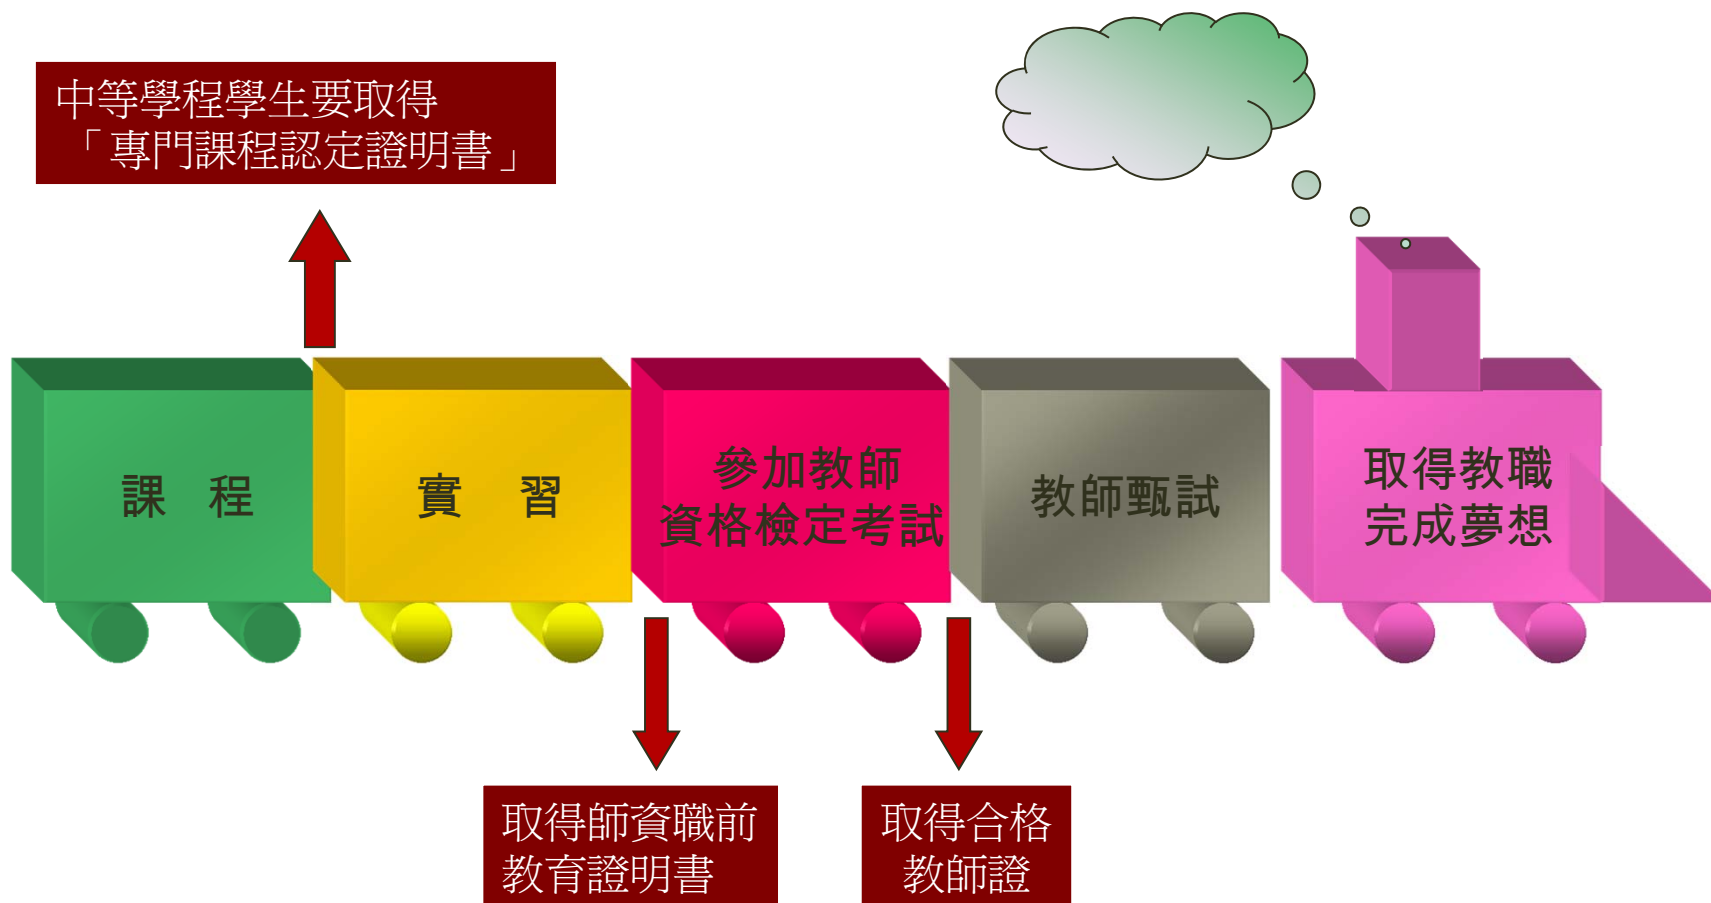 中等學程學生要取得
「專門課程認定證明書」
課 程
實 習
參加教師
資格檢定考試
教師甄試
取得教職
完成夢想
取得師資職前
教育證明書
取得合格
教師證